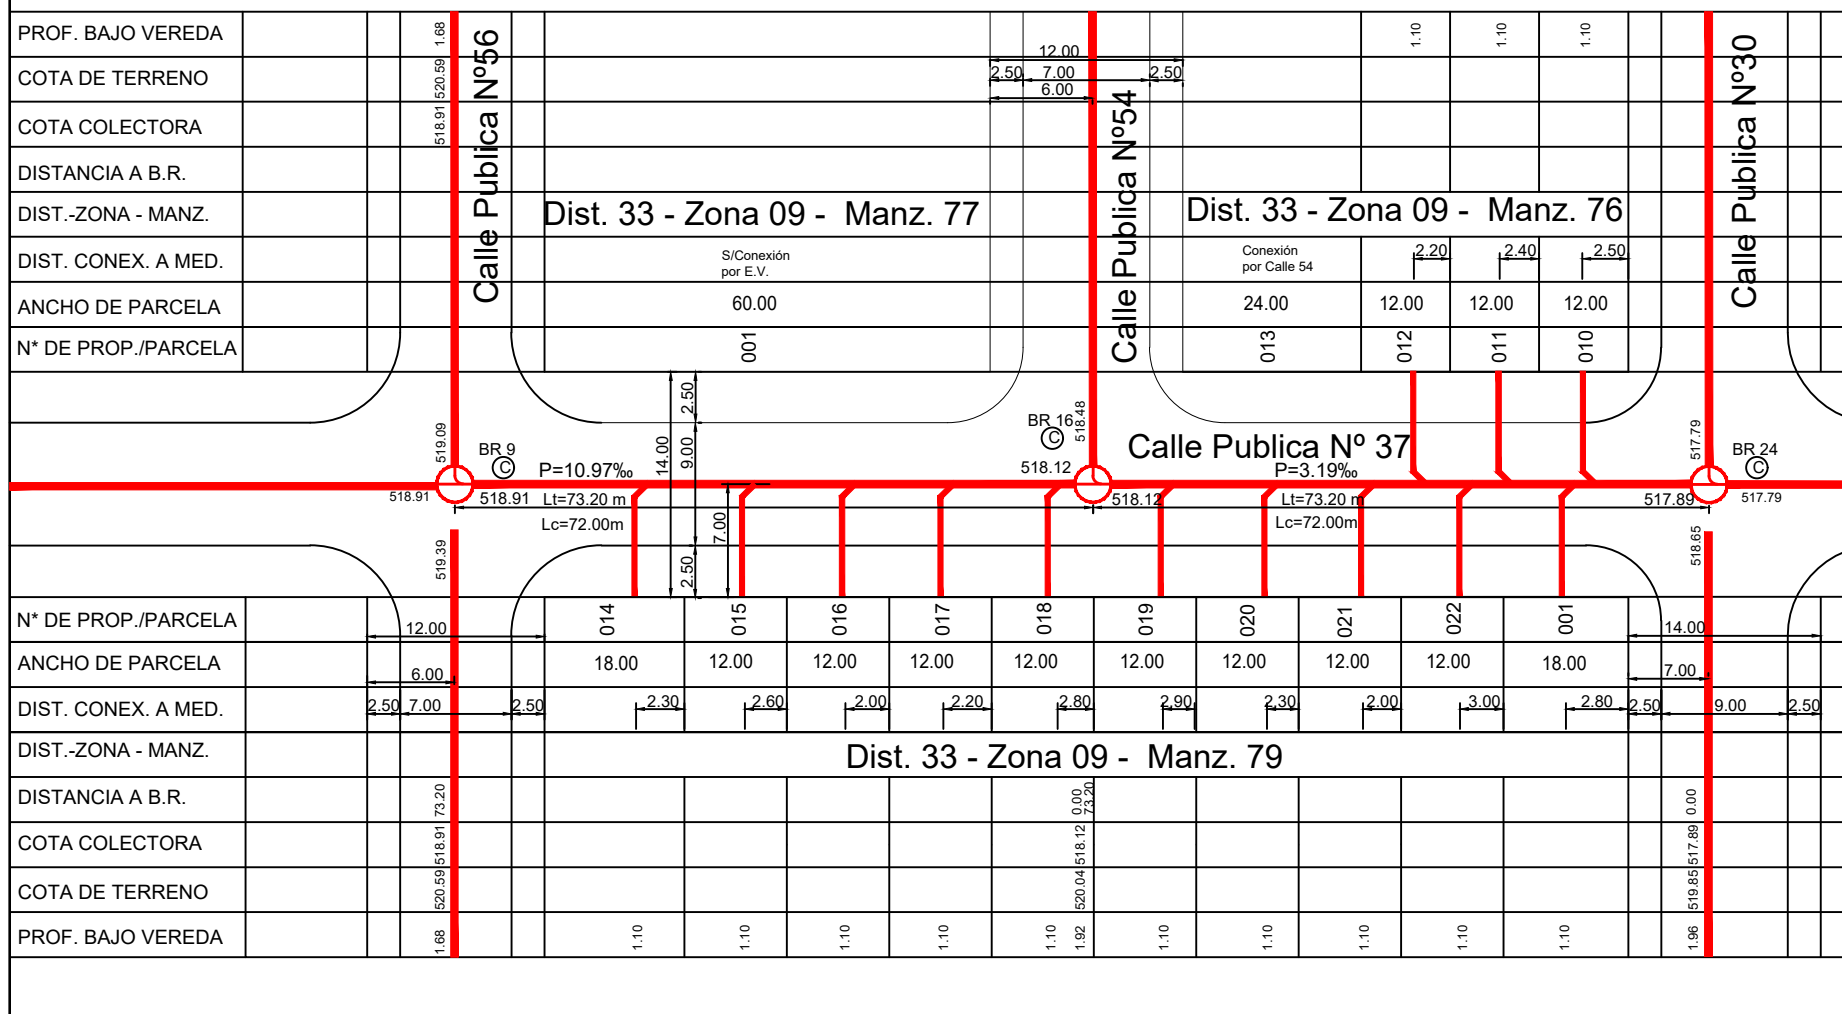 PROF. BAJO VEREDA 1.68 1.10 1.10 1.10
12.00
COTA DE TERRENO 520.59 2.50 7.00 2.50
6.00
COTA COLECTORA 518.91
DISTANCIA A B.R.
Calle Publica Nº56
Calle Publica Nº54
Calle Publica Nº30
DIST.-ZONA - MANZ. Dist. 33 - Zona 09 - Manz. 77 Dist. 33 - Zona 09 - Manz. 76
DIST. CONEX. A MED. S/Conexión Conexión 2.20 2.40 2.50
por E.V. por Calle 54
ANCHO DE PARCELA 60.00 24.00 12.00 12.00 12.00
N* DE PROP./PARCELA 001 013 012 011 010
2.50
14.00
9.00
519.09 BR 9 C BR 16 C 518.48 Calle Publica Nº 37 517.79 BR 24 C
P=10.97‰ 518.12 P=3.19‰
518.91 518.91 Lt=73.20 m 518.12 Lt=73.20 m 517.89 517.79
Lc=72.00m 7.00 Lc=72.00m
519.39 2.50 518.65
N* DE PROP./PARCELA 014 015 016 017 018 019 020 021 022 001
12.00 14.00
ANCHO DE PARCELA 18.00 12.00 12.00 12.00 12.00 12.00 12.00 12.00 12.00 18.00
6.00 7.00
DIST. CONEX. A MED. 2.50 7.00 2.50 2.30 2.60 2.00 2.20 2.80 2.90 2.30 2.00 3.00 2.80 2.50 9.00 2.50
DIST.-ZONA - MANZ. Dist. 33 - Zona 09 - Manz. 79
DISTANCIA A B.R. 73.20 0.00 73.20 0.00
COTA COLECTORA 518.91 518.12 517.89
COTA DE TERRENO 520.59 520.04 519.85
PROF. BAJO VEREDA 1.68 1.10 1.10 1.10 1.10 1.10 1.92 1.10 1.10 1.10 1.10 1.10 1.96